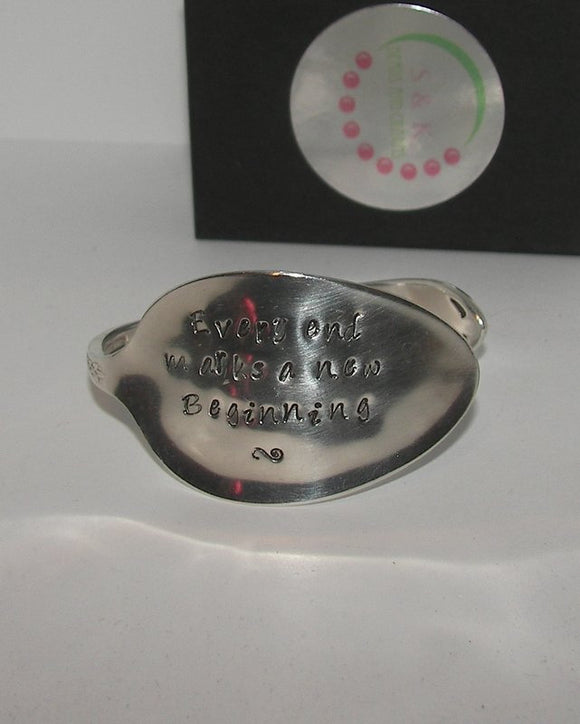 S & K
Every end
marks a new
Beginning